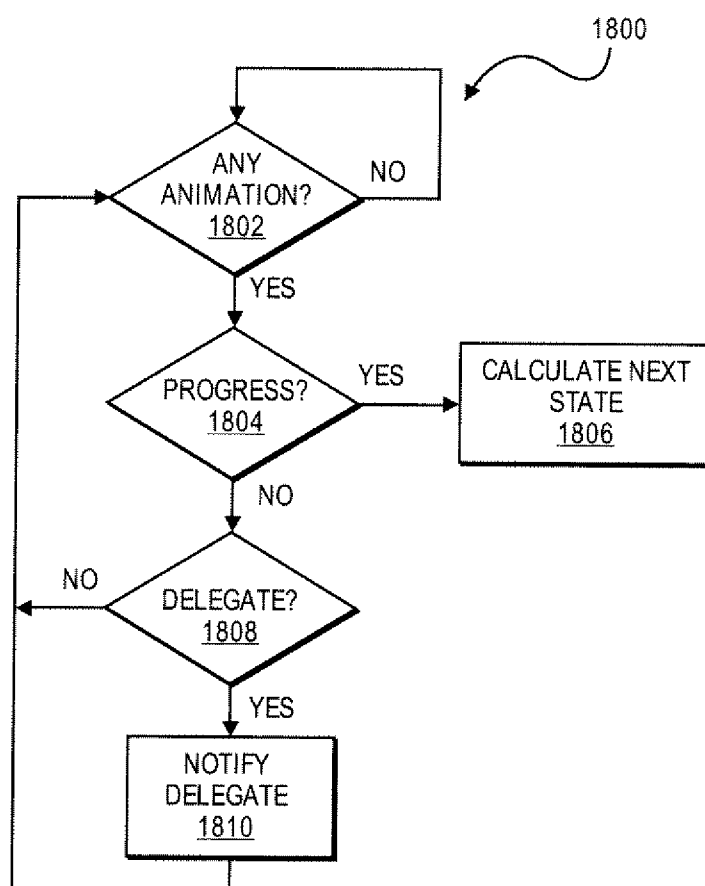 1800
ANY
ANIMATION?
1802
NO
YES
PROGRESS?
1804
YES
CALCULATE NEXT
STATE
1806
NO
DELEGATE?
1808
NO
YES
NOTIFY
DELEGATE
1810